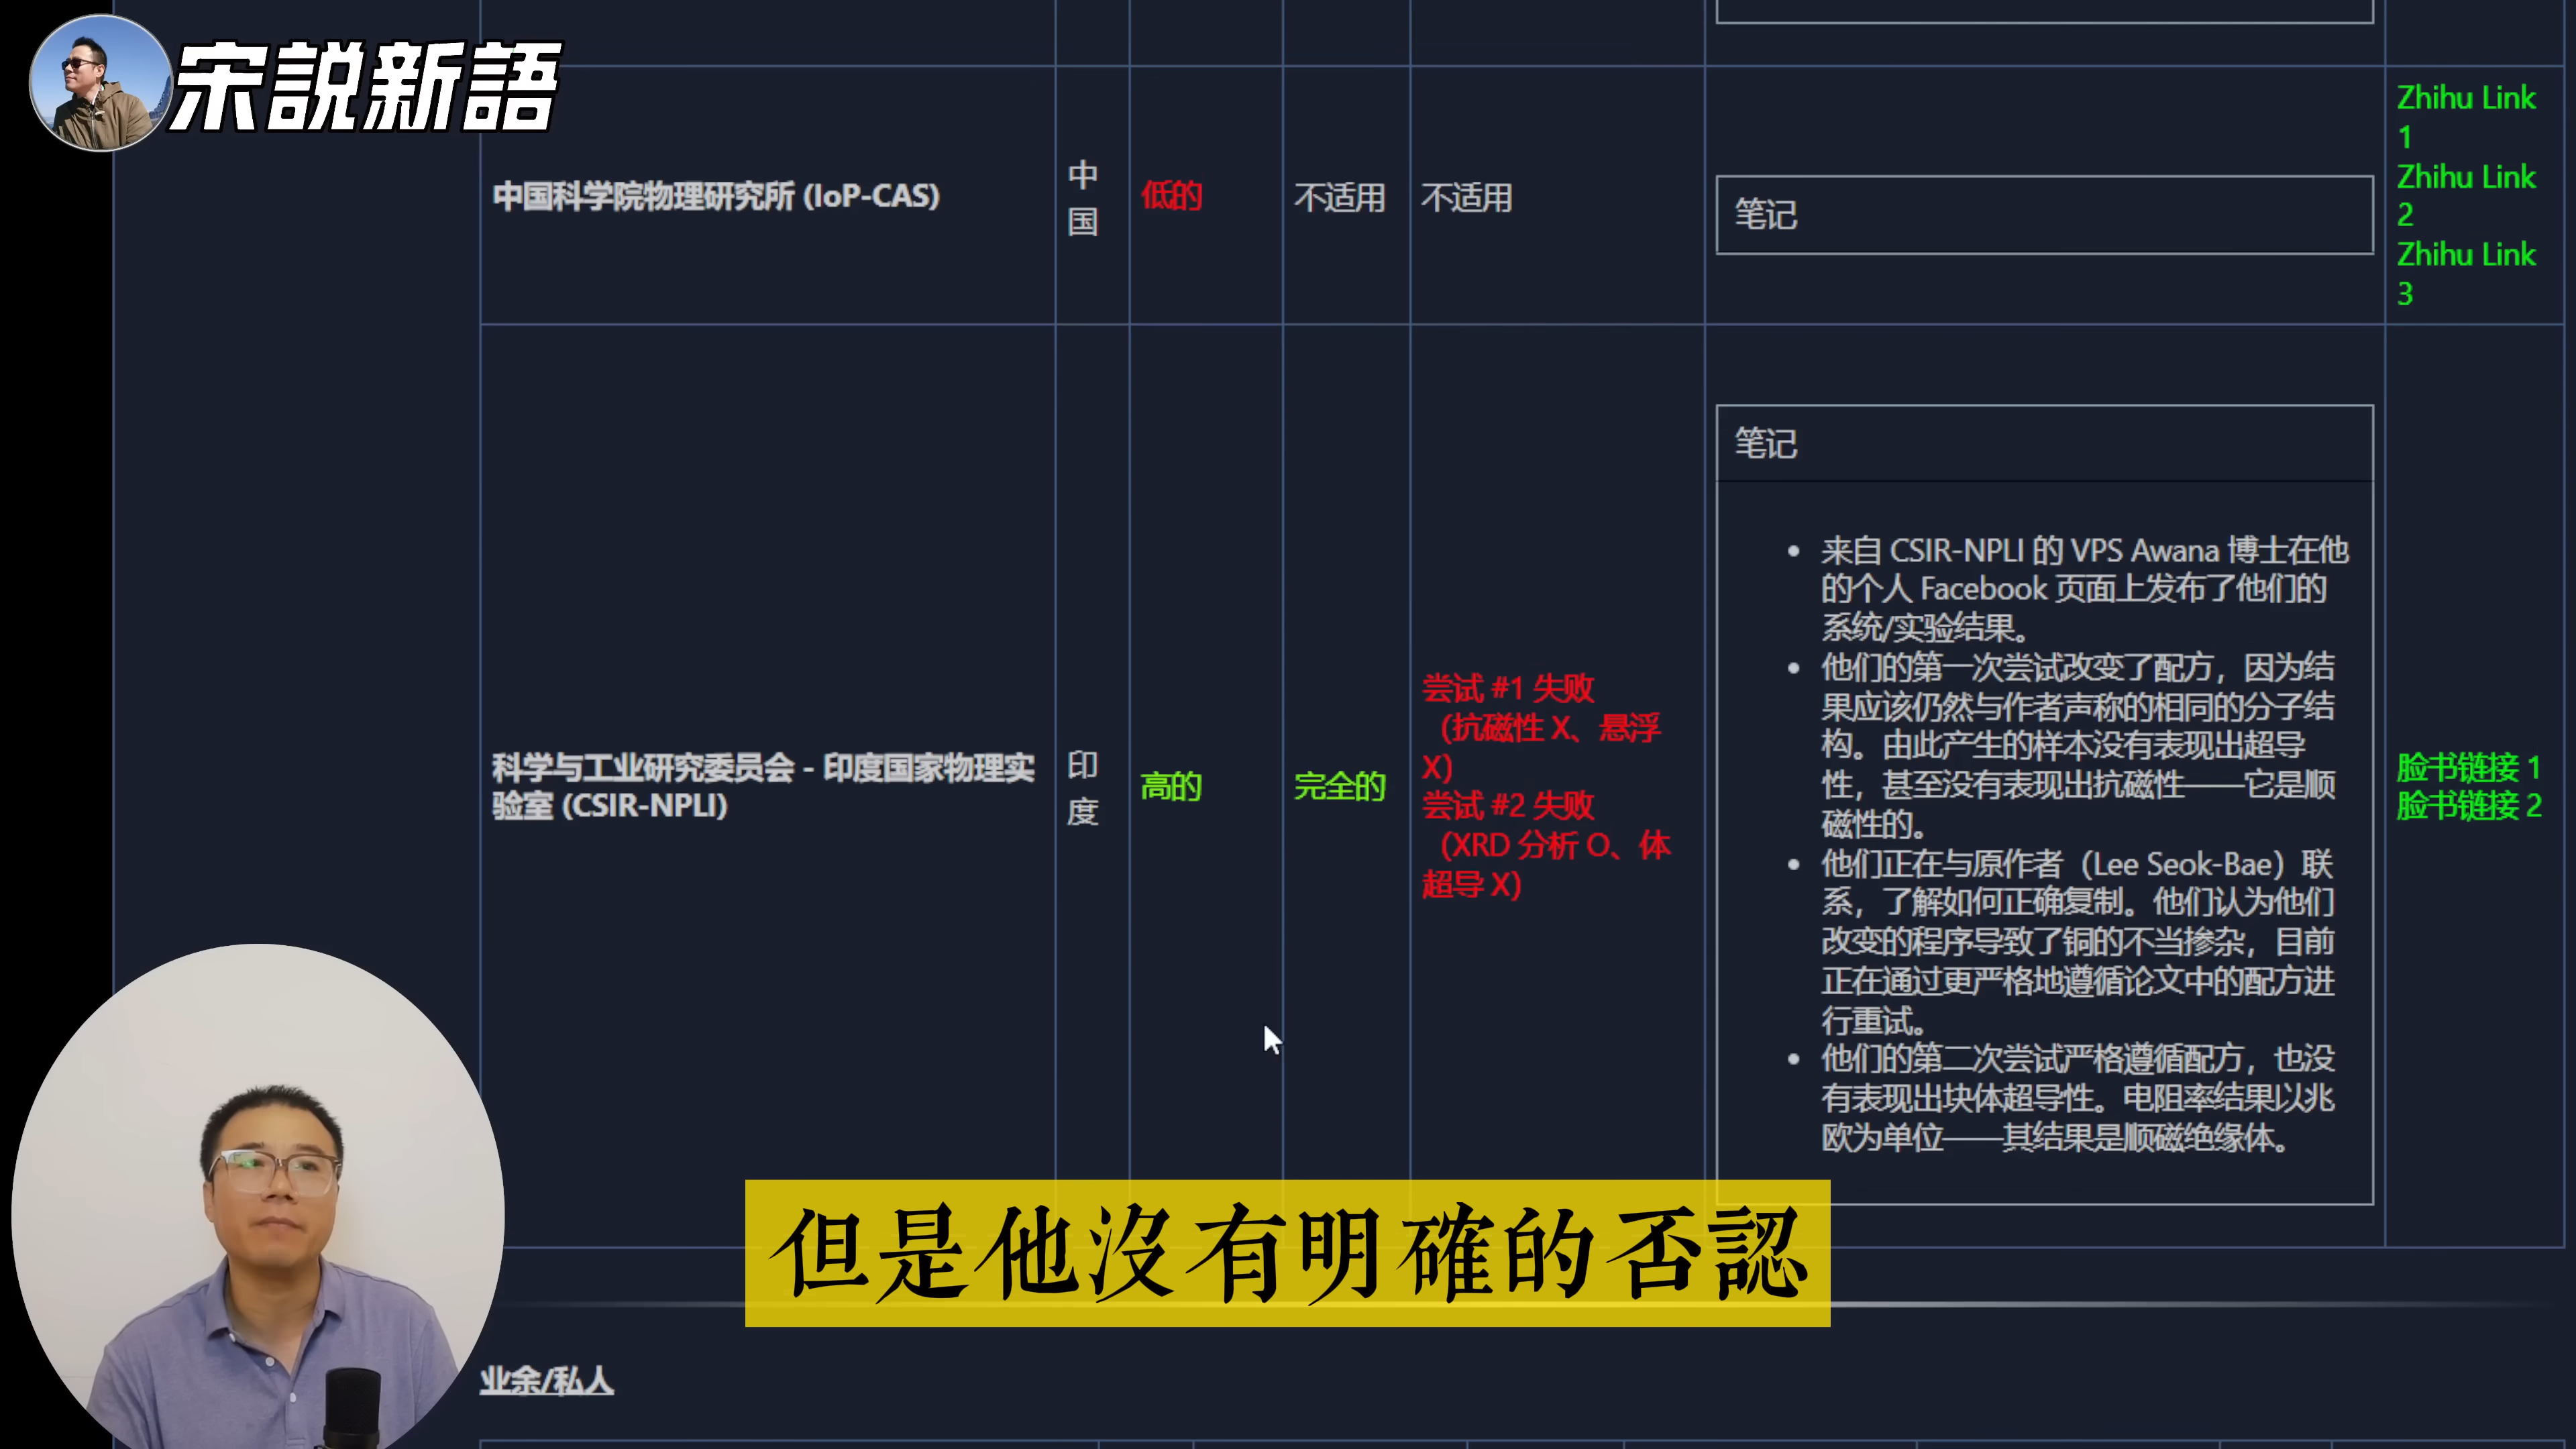 宋説新語
中国科学院物理研究所 (IoP-CAS)
中
国
低的
不适用
不适用
笔记
Zhihu Link
1
Zhihu Link
2
Zhihu Link
3
科学与工业研究委员会 - 印度国家物理实
验室 (CSIR-NPLI)
印
度
高的
完全的
尝试 #1 失败
（抗磁性 X、悬浮
X）
尝试 #2 失败
（XRD 分析 O、体
超导 X）
笔记
• 来自 CSIR-NPLI 的 VPS Awana 博士在他
的个人 Facebook 页面上发布了他们的
系统/实验结果。
• 他们的第一次尝试改变了配方，因为结
果应该仍然与作者声称的相同的分子结
构。由此产生的样本没有表现出超导
性，甚至没有表现出抗磁性——它是顺
磁性的。
• 他们正在与原作者（Lee Seok-Bae）联
系，了解如何正确复制。他们认为他们
改变的程序导致了铜的不当掺杂，目前
正在通过更严格地遵循论文中的配方进
行重试。
• 他们的第二次尝试严格遵循配方，也没
有表现出块体超导性。电阻率结果以兆
欧为单位——其结果是顺磁绝缘体。
脸书链接 1
脸书链接 2
但是他沒有明確的否認
业余/私人